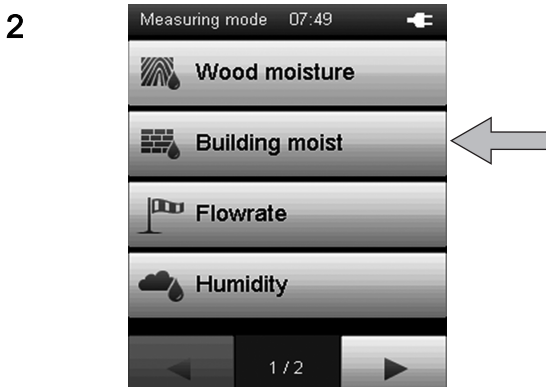 2
Measuring mode 07:49
Wood moisture
Building moist
Flowrate
Humidity
1 / 2